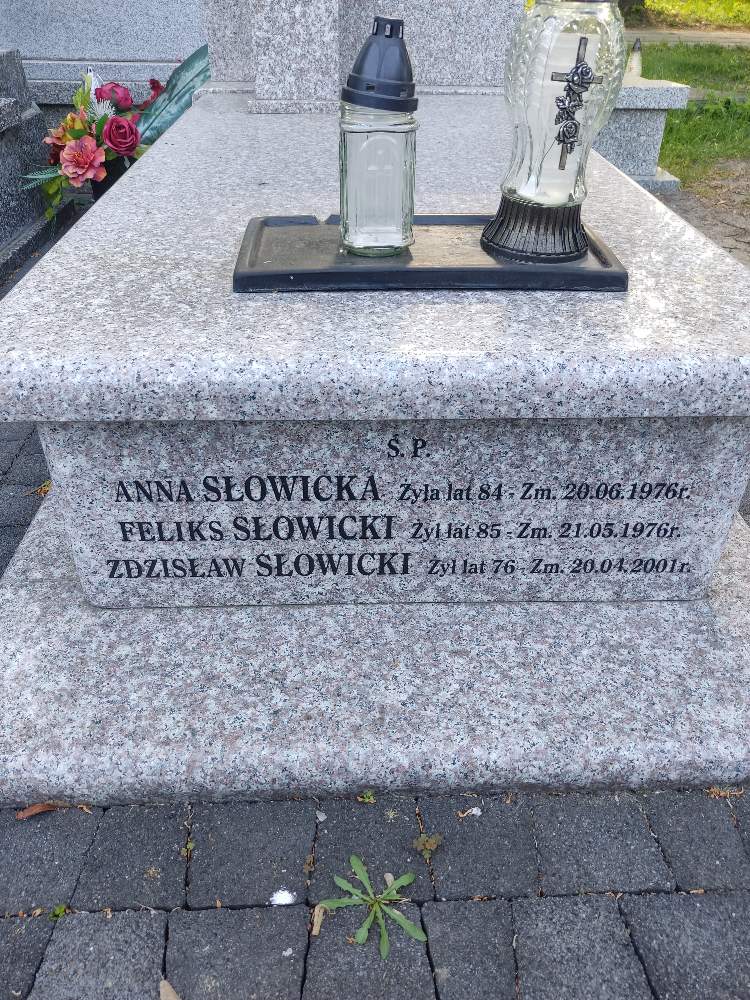 Ś. P.
ANNA SŁOWICKA Żyła lat 84 - Zm. 20.06.1976r.
FELIKS SŁOWICKI Żył lat 85 - Zm. 21.05.1976r.
ZDZISŁAW SŁOWICKI Żył lat 76 - Zm. 20.04.2001r.